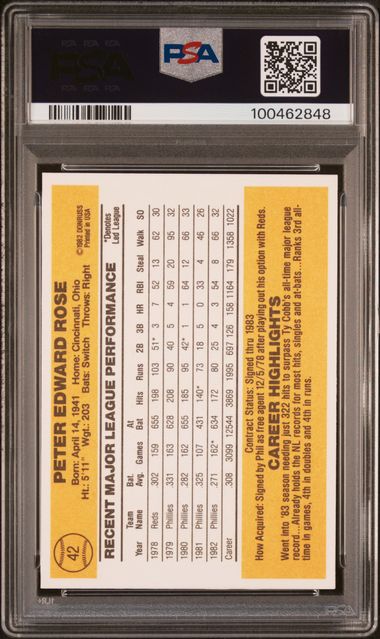 PSA
100462848
42
PETER EDWARD ROSE
©1982 DONRUSS
Printed in USA
Born: April 14, 1941 Home: Cincinnati, Ohio
Ht.: 5'11" Wgt.: 203 Bats: Switch Throws: Right
RECENT MAJOR LEAGUE PERFORMANCE
*Denotes
Led League
Team Bat. At
Year Name Avg. Games Bat Hits Runs 2B 3B HR RBI Steal Walk SO
1978 Reds .302 159 655 198 103 51* 3 7 52 13 62 30
1979 Phillies .331 163 628 208 90 40 5 4 59 20 95 32
1980 Phillies .282 162 655 185 95 42* 1 1 64 12 66 33
1981 Phillies .325 107 431 140* 73 18 5 0 33 4 46 26
1982 Phillies .271 162* 634 172 80 25 4 3 54 8 66 32
Career .308 3099 12544 3869 1995 697 126 158 1164 179 1358 1022
Contract Status: Signed thru 1983
How Acquired: Signed by Phil as free agent 12/5/78 after playing out his option with Reds.
CAREER HIGHLIGHTS
Went into '83 season needing just 322 hits to surpass Ty Cobb's all-time major league
record...Already holds the NL records for most hits, singles and at-bats...Ranks 3rd all-
time in games, 4th in doubles and 4th in runs.